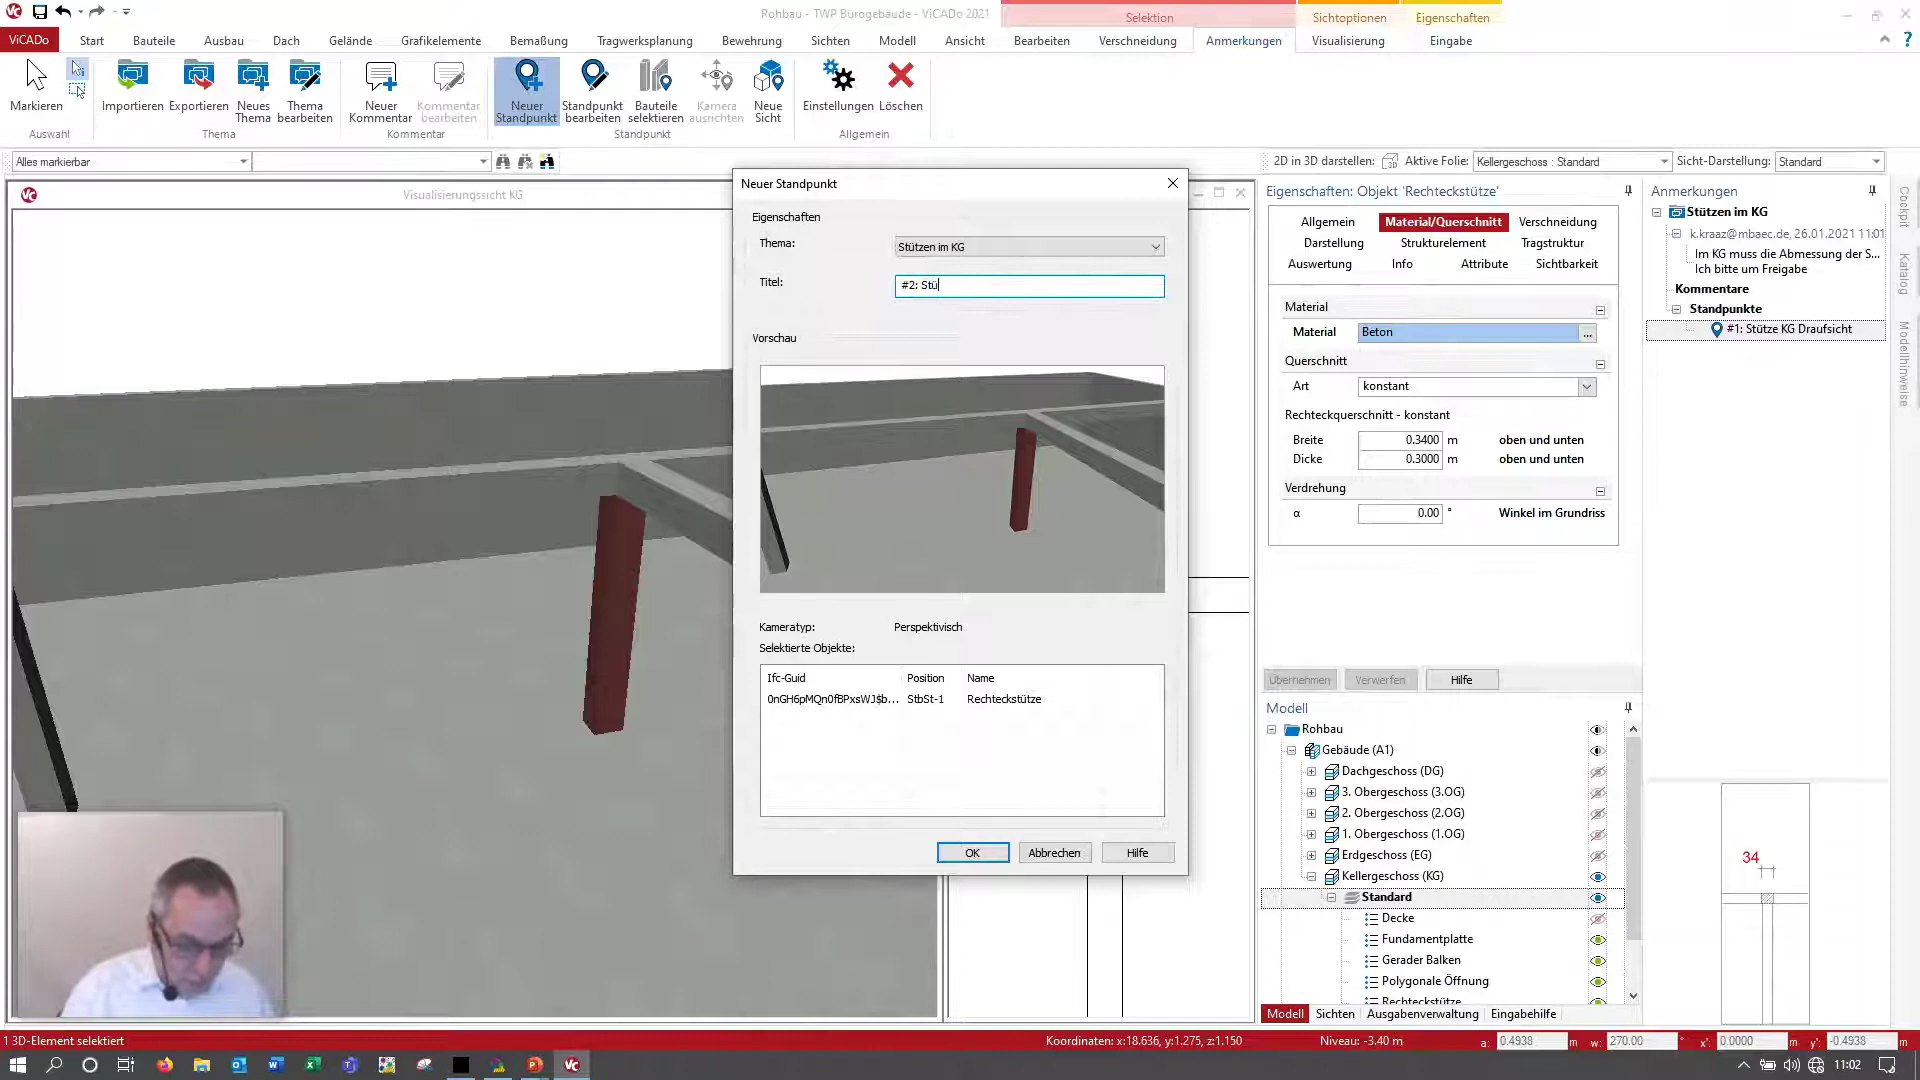 Rohbau - TWP Bürogebäude - ViCADo 2021
Selektion
Sichtoptionen
Eigenschaften
ViCADo
Start
Bauteile
Ausbau
Dach
Gelände
Grafikelemente
Bemaßung
Tragwerksplanung
Bewehrung
Sichten
Modell
Ansicht
Bearbeiten
Verschneidung
Anmerkungen
Visualisierung
Eingabe
Markieren
Importieren
Exportieren
Neues Thema
Thema bearbeiten
Neuer Kommentar
Kommentar bearbeiten
Neuer Standpunkt
Standpunkt bearbeiten
Bauteile selektieren
Kamera ausrichten
Neue Sicht
Einstellungen
Löschen
Auswahl
Thema
Kommentar
Standpunkt
Allgemein
Alles markierbar
2D in 3D darstellen:
Aktive Folie:
Kellergeschoss : Standard
Sicht-Darstellung:
Standard
Visualisierungssicht KG
Neuer Standpunkt
Eigenschaften
Thema:
Stützen im KG
Titel:
#2: Stü
Vorschau
Kameratyp:
Perspektivisch
Selektierte Objekte:
Ifc-Guid
Position
Name
0nGH6pMQn0fBPxsWJ$b...
StbSt-1
Rechteckstütze
OK
Abbrechen
Hilfe
Eigenschaften: Objekt 'Rechteckstütze'
Allgemein
Material/Querschnitt
Verschneidung
Darstellung
Strukturelement
Tragstruktur
Auswertung
Info
Attribute
Sichtbarkeit
Material
Material
Beton
...
Querschnitt
Art
konstant
Rechteckquerschnitt - konstant
Breite
0.3400
m
oben und unten
Dicke
0.3000
m
oben und unten
Verdrehung
α
0.00
°
Winkel im Grundriss
Übernehmen
Verwerfen
Hilfe
Modell
Rohbau
Gebäude (A1)
Dachgeschoss (DG)
3. Obergeschoss (3.OG)
2. Obergeschoss (2.OG)
1. Obergeschoss (1.OG)
Erdgeschoss (EG)
Kellergeschoss (KG)
Standard
Decke
Fundamentplatte
Gerader Balken
Polygonale Öffnung
Rechteckstütze
Modell
Sichten
Ausgabenverwaltung
Eingabehilfe
Anmerkungen
Stützen im KG
k.kraaz@mbaec.de, 26.01.2021 11:01
Im KG muss die Abmessung der S...
Ich bitte um Freigabe
Kommentare
Standpunkte
#1: Stütze KG Draufsicht
34
Cockpit
Katalog
Modellhinweise
1 3D-Element selektiert
Koordinaten: x:18.636, y:1.275, z:1.150
Niveau: -3.40 m
a:
0.4938
m
w:
270.00
°
x':
0.0000
m
y':
-0.4938
m
11:02